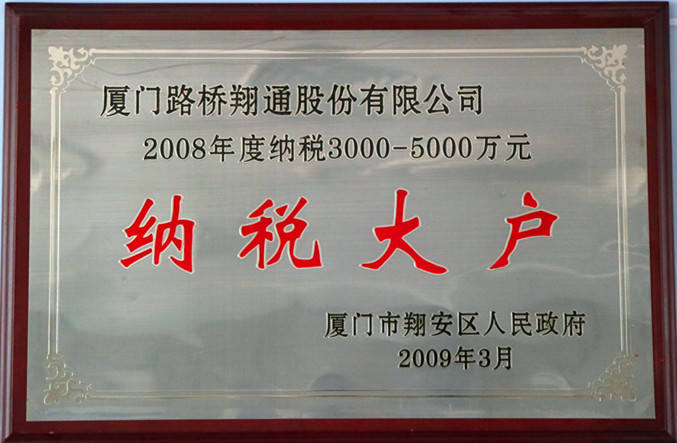 厦门路桥翔通股份有限公司
2008年度纳税3000-5000万元
纳税大户
厦门市翔安区人民政府
2009年3月